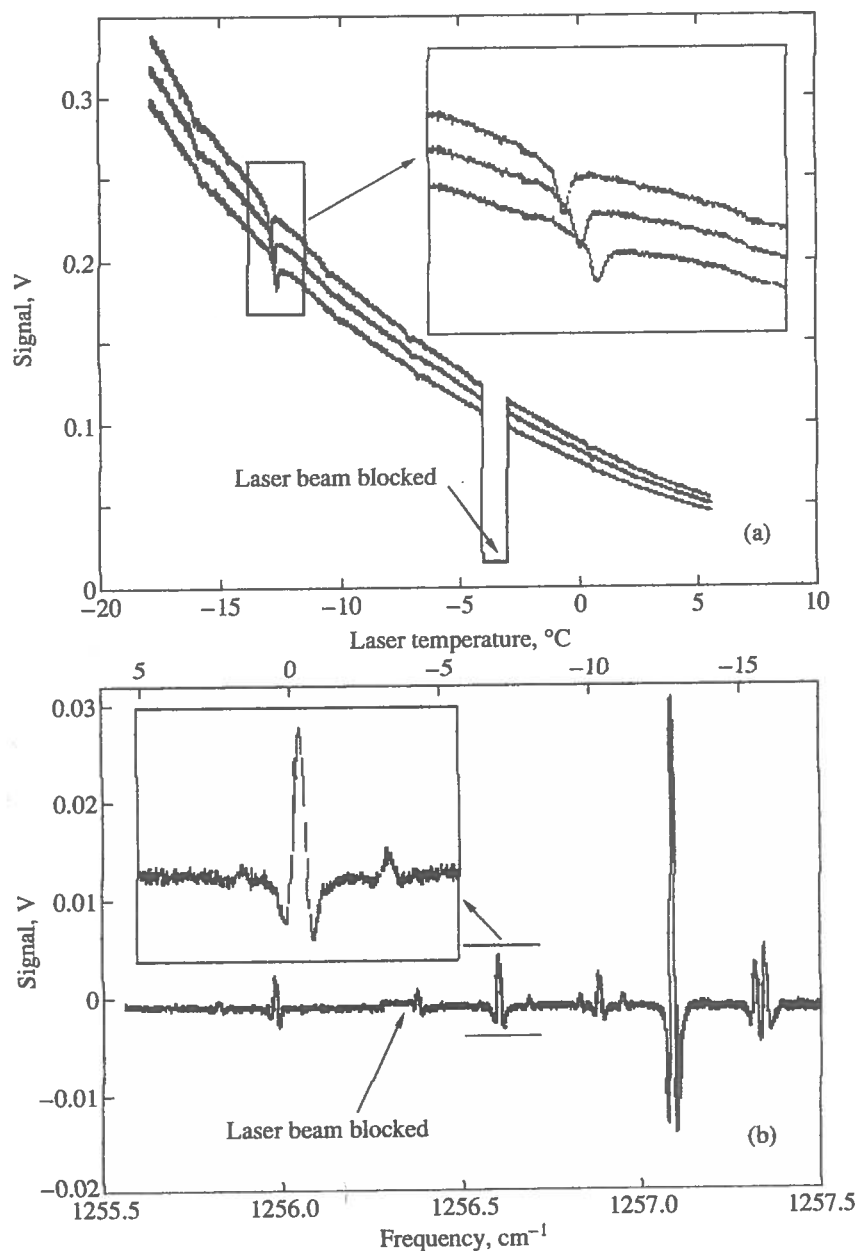 0.3
0.2
0.1
0
Signal, V
Laser beam blocked
(a)
−20 −15 −10 −5 0 5 10
Laser temperature, °C
5 0 −5 −10 −15
0.03
0.02
0.01
0
−0.01
−0.02
Signal, V
Laser beam blocked
(b)
1255.5 1256.0 1256.5 1257.0 1257.5
Frequency, cm⁻¹